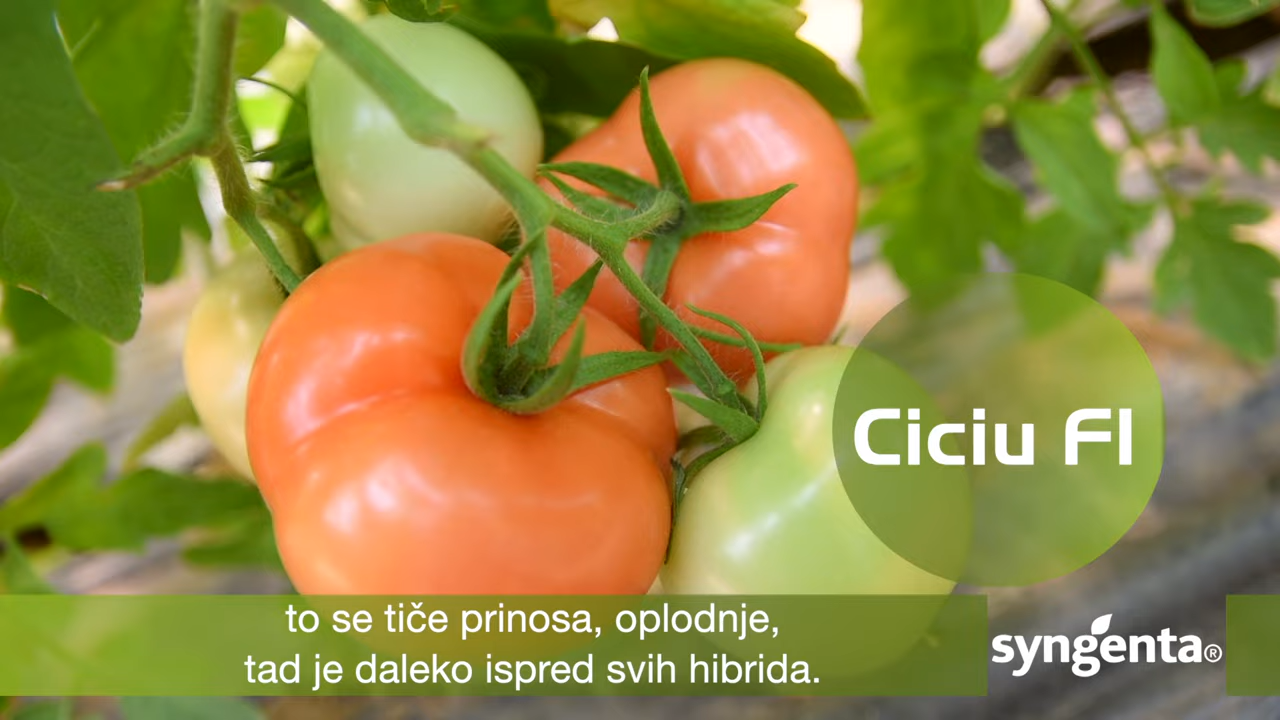 Ciciu F1
to se tiče prinosa, oplodnje,
tad je daleko ispred svih hibrida.
syngenta®